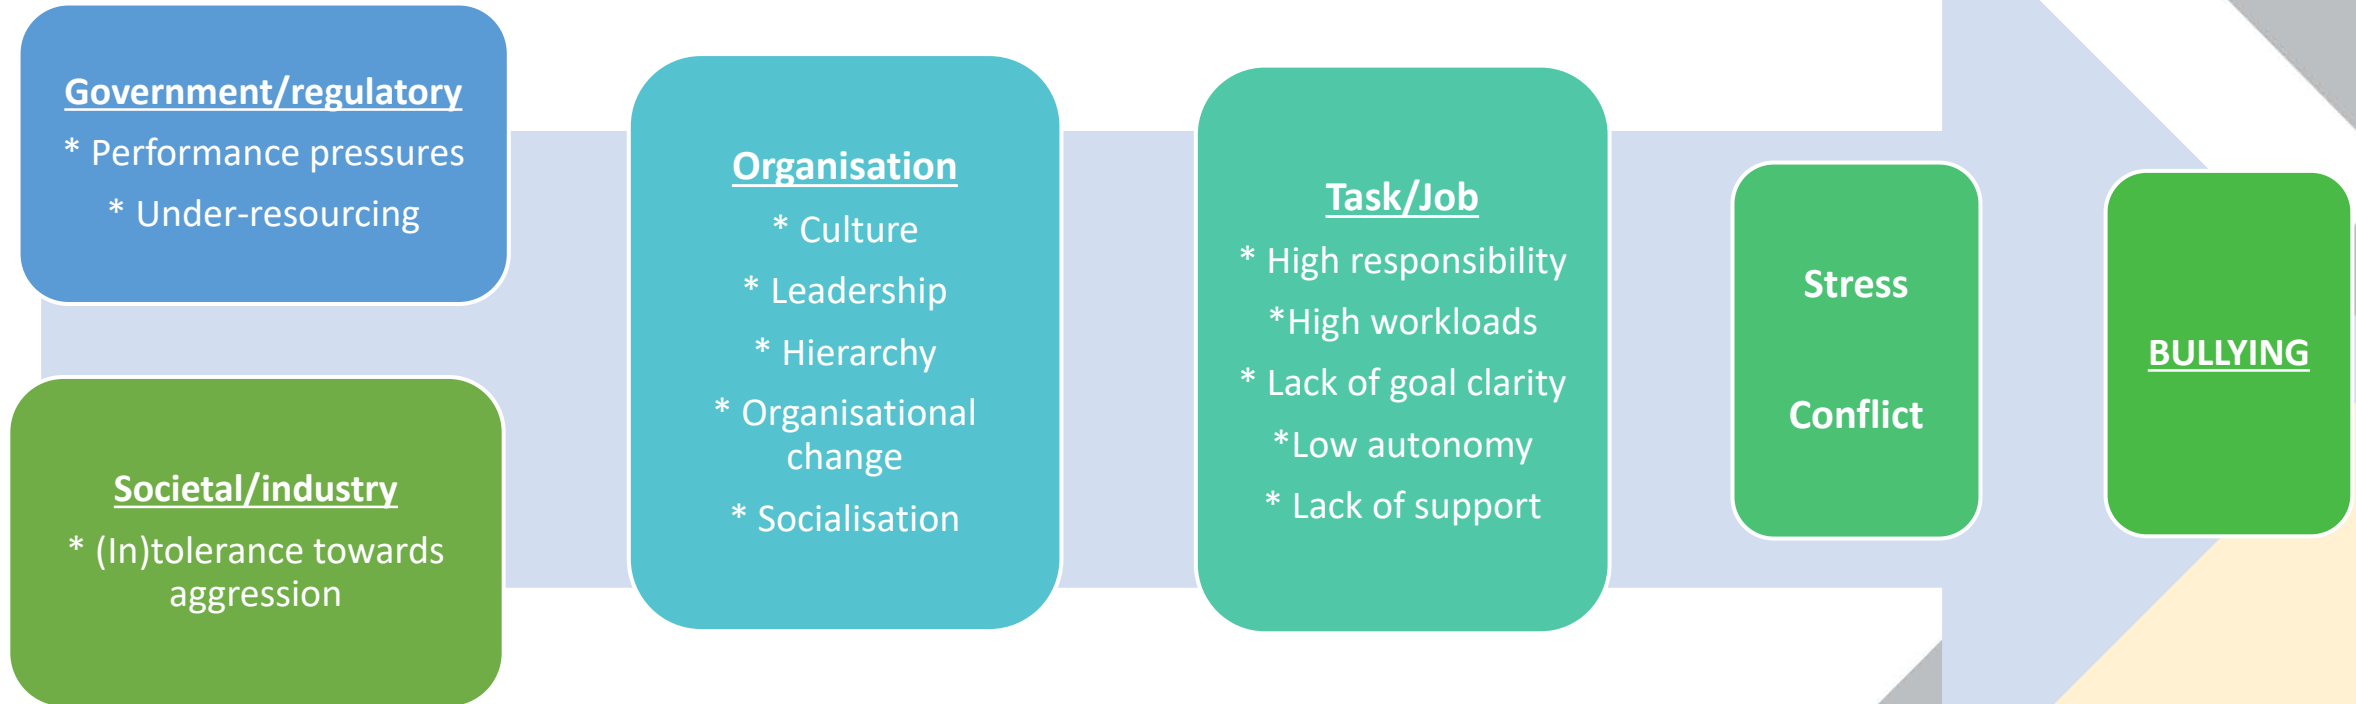 Government/regulatory
* Performance pressures
* Under-resourcing
Societal/industry
* (In)tolerance towards
aggression
Organisation
* Culture
* Leadership
* Hierarchy
* Organisational
change
* Socialisation
Task/Job
* High responsibility
*High workloads
* Lack of goal clarity
*Low autonomy
* Lack of support
Stress
Conflict
BULLYING